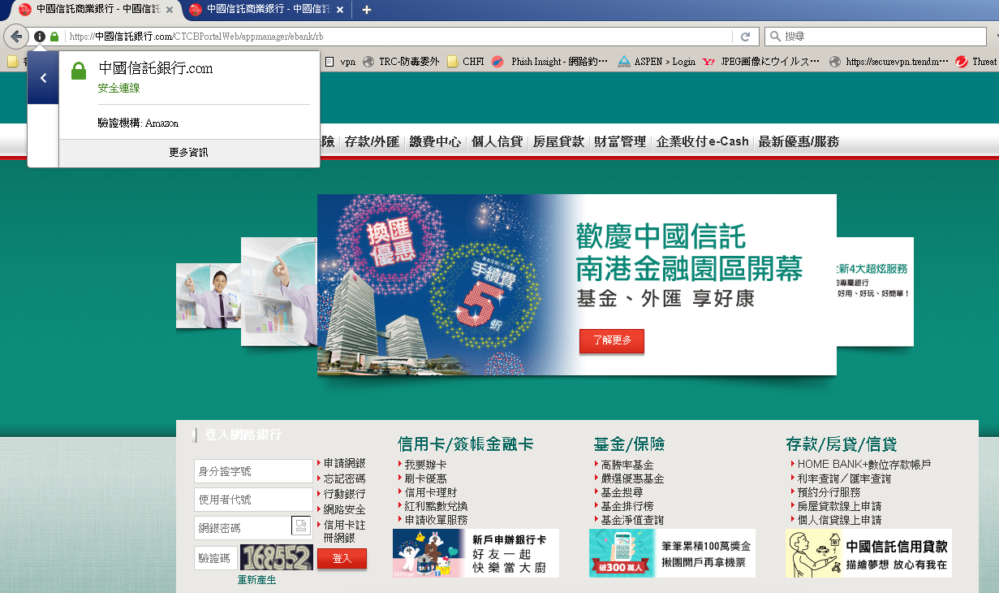 中國信託商業銀行 - 中國信託
中國信託商業銀行 - 中國信託
https://中國信託銀行.com/CTCBPortalWeb/appmanager/ebank/rb
搜尋
vpn
TRC-防毒委外
CHFI
Phish Insight - 網路釣…
ASPEN > Login
JPEG画像にウイルス…
https://securevpn.trendm…
Threat
中國信託銀行.com
安全連線
驗證機構: Amazon
更多資訊
險
存款/外匯
繳費中心
個人信貸
房屋貸款
財富管理
企業收付e-Cash
最新優惠/服務
換匯
優惠
手續費
5
折
歡慶中國信託
南港金融園區開幕
基金、外匯 享好康
了解更多
新4大超炫服務
的專屬銀行
好用、好玩、好簡單！
登入網路銀行
身分證字號
使用者代號
網銀密碼
驗證碼
168552
重新產生
申請網銀
忘記密碼
行動銀行
網路安全
信用卡註
冊網銀
登入
信用卡/簽帳金融卡
我要辦卡
刷卡優惠
信用卡理財
紅利點數兌換
申請收單服務
新戶申辦銀行卡
好友一起
快樂當大廚
基金/保險
高勝率基金
嚴選優惠基金
基金搜尋
基金排行榜
基金淨值查詢
破300萬人
筆筆累積100萬獎金
揪團開戶再拿機票
存款/房貸/信貸
HOME BANK+數位存款帳戶
利率查詢／匯率查詢
預約分行服務
房屋貸款線上申請
個人信貸線上申請
中國信託信用貸款
描繪夢想 放心有我在